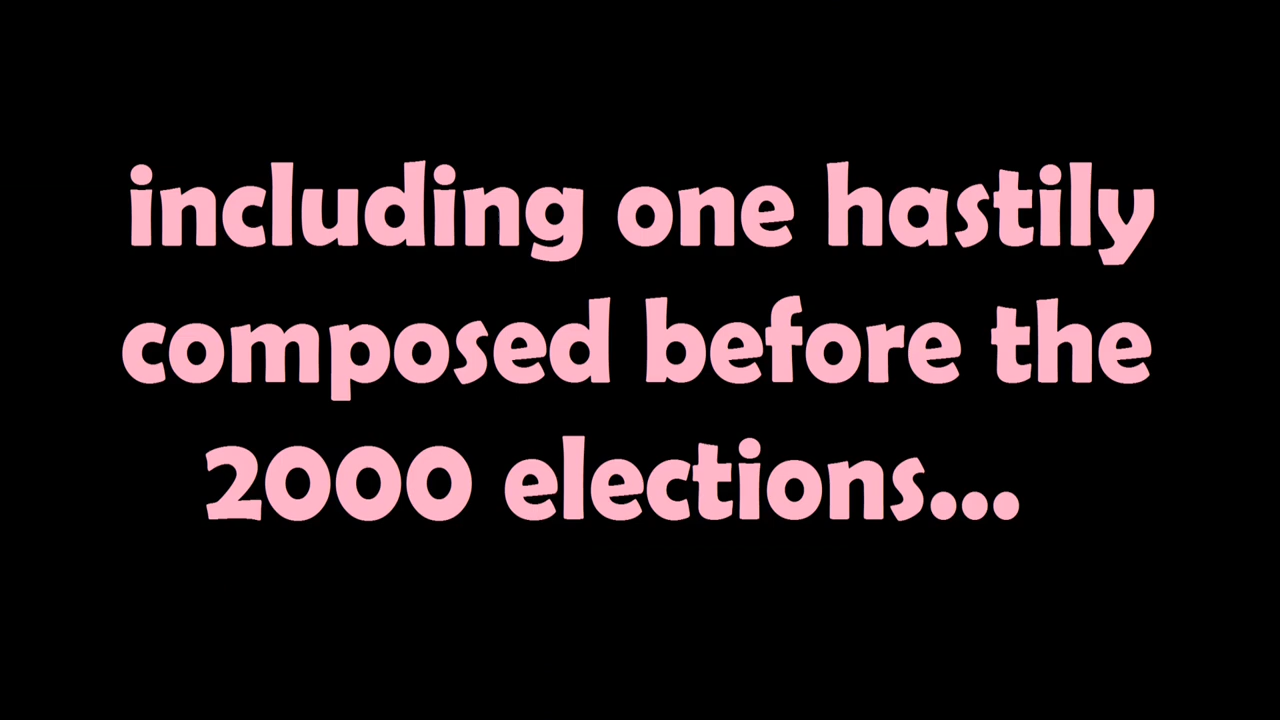 including one hastily
composed before the
2000 elections...